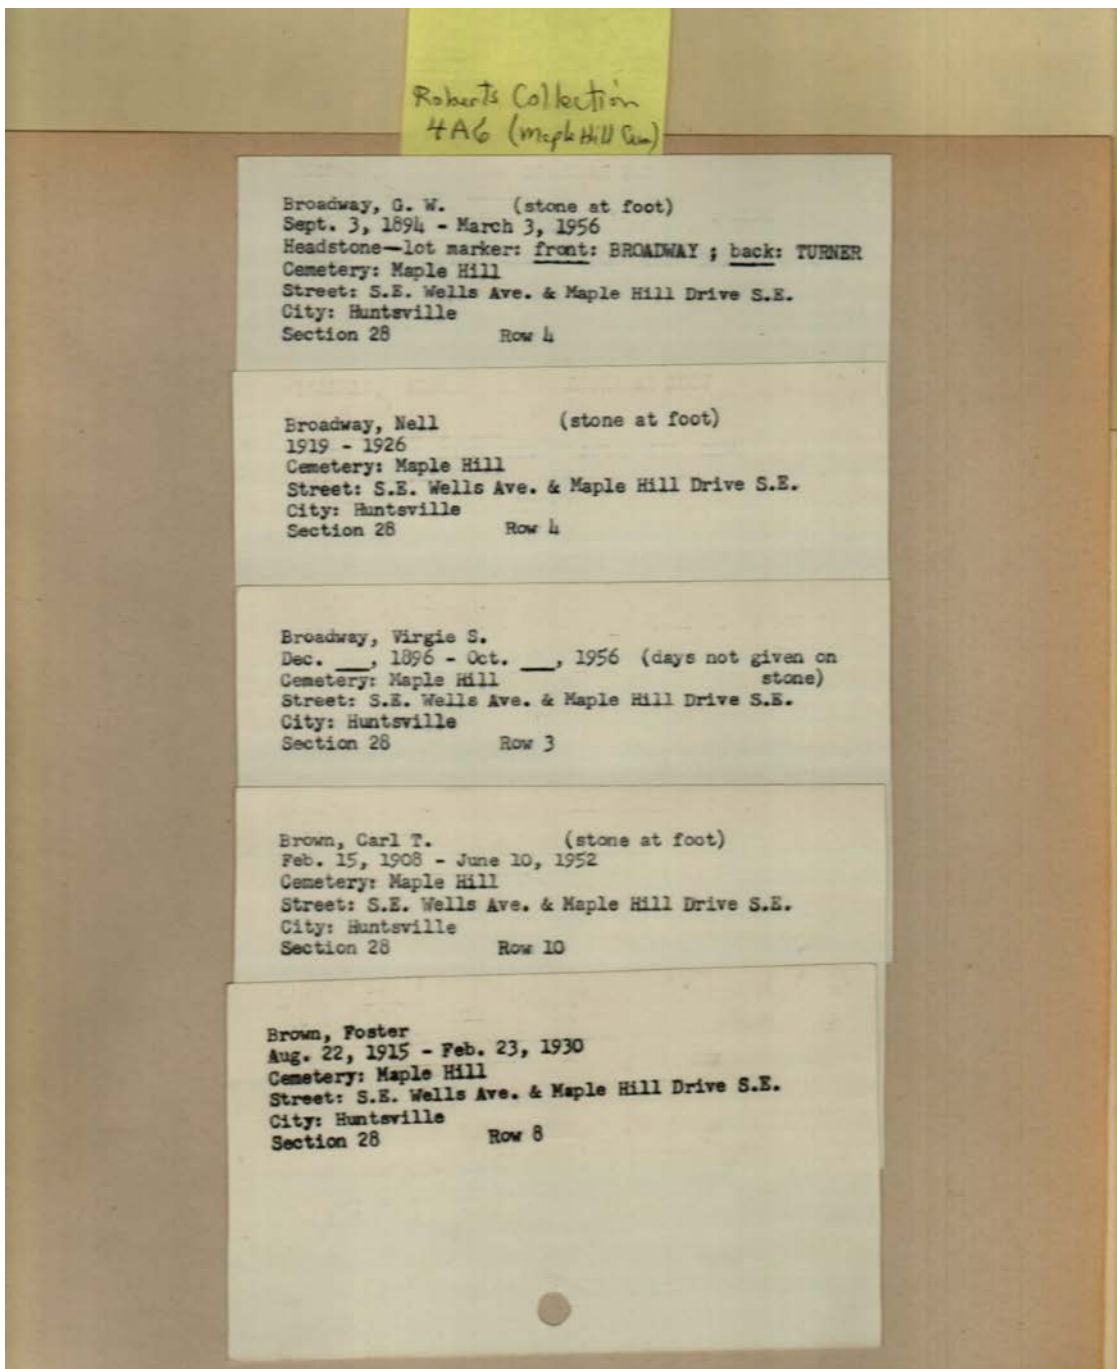 Roberts Collection
4A6 (Maple Hill Cem)
Broadway, G. W. (stone at foot)
Sept. 3, 1894 - March 3, 1956
Headstone—lot marker: front: BROADWAY ; back: TURNER
Cemetery: Maple Hill
Street: S.E. Wells Ave. & Maple Hill Drive S.E.
City: Huntsville
Section 28 Row 4
Broadway, Nell (stone at foot)
1919 - 1926
Cemetery: Maple Hill
Street: S.E. Wells Ave. & Maple Hill Drive S.E.
City: Huntsville
Section 28 Row 4
Broadway, Virgie S.
Dec. ___, 1896 - Oct. ___, 1956 (days not given on
Cemetery: Maple Hill stone)
Street: S.E. Wells Ave. & Maple Hill Drive S.E.
City: Huntsville
Section 28 Row 3
Brown, Carl T. (stone at foot)
Feb. 15, 1908 - June 10, 1952
Cemetery: Maple Hill
Street: S.E. Wells Ave. & Maple Hill Drive S.E.
City: Huntsville
Section 28 Row 10
Brown, Foster
Aug. 22, 1915 - Feb. 23, 1930
Cemetery: Maple Hill
Street: S.E. Wells Ave. & Maple Hill Drive S.E.
City: Huntsville
Section 28 Row 8